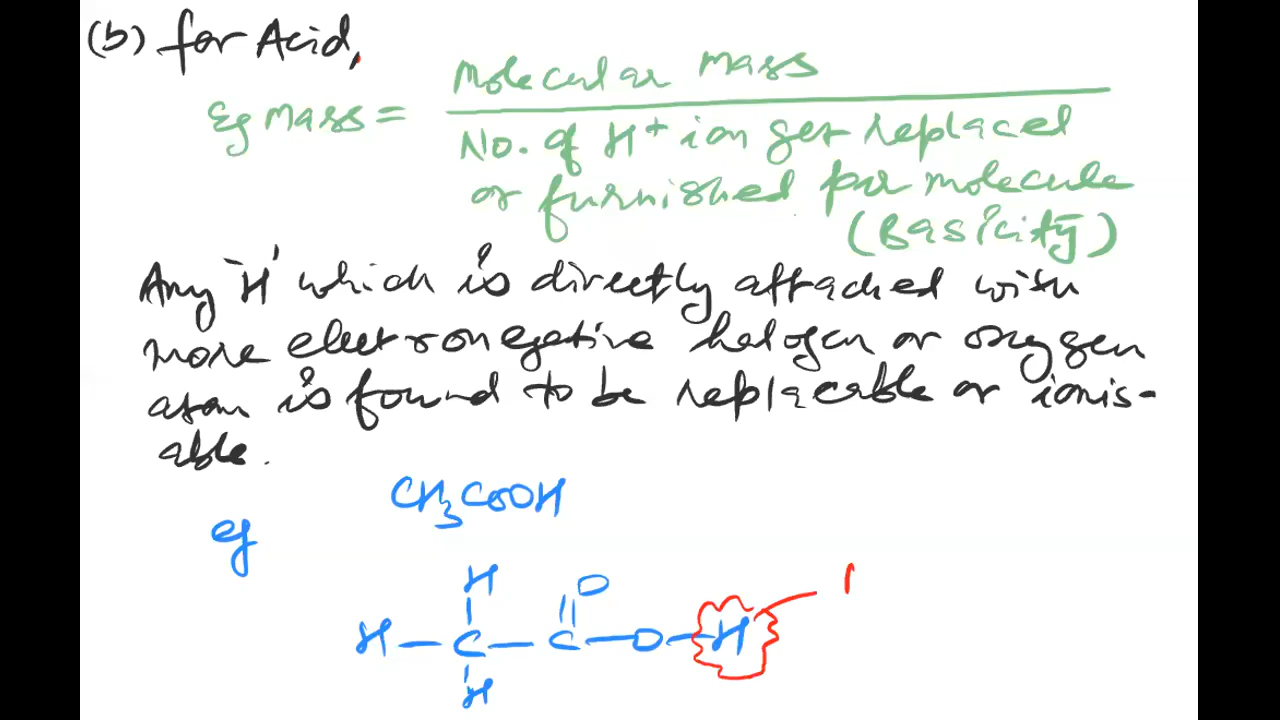 (b) for Acid,
Eq Mass = Molecular Mass
No. of H+ ion get replaced
or furnished per molecule
(Basicity)
Any 'H' which is directly attached with
more electronegative halogen or oxygen
atom is found to be replaceable or ionis-
able.
CH3COOH
eg
H O
H - C - C - O - H
H